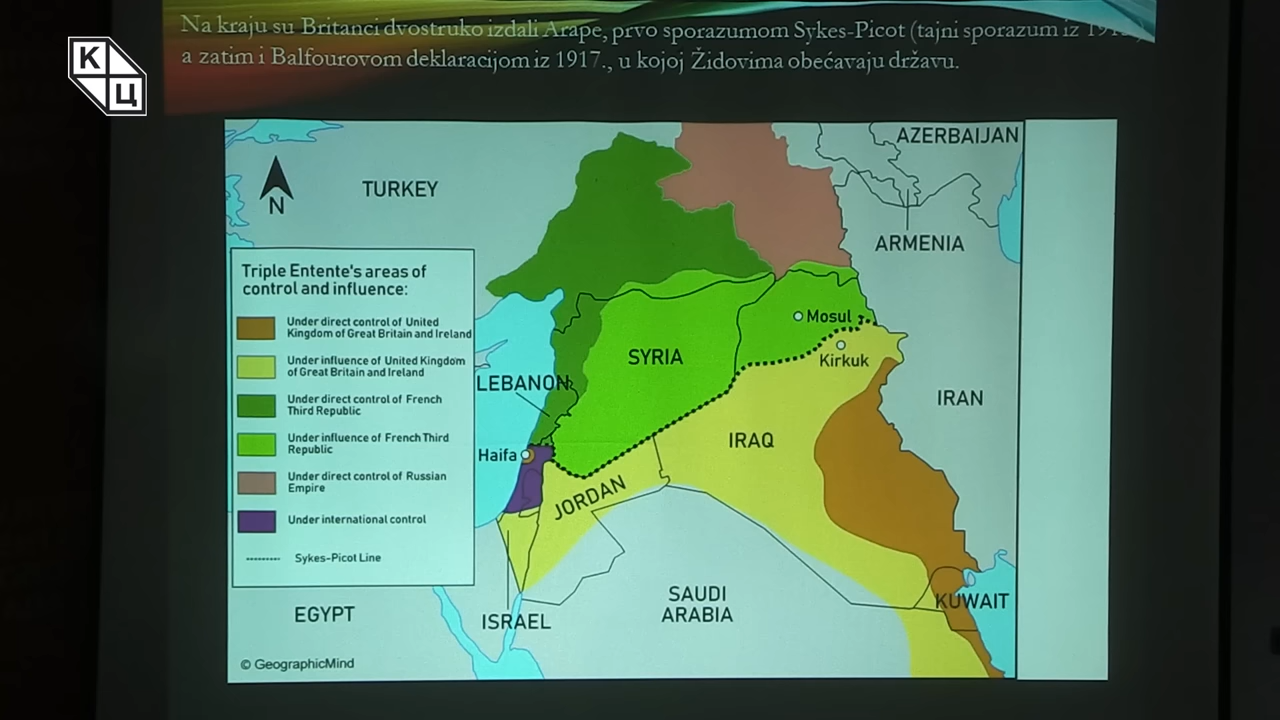 Na kraju su Britanci dvostruko izdali Arape, prvo sporazumom Sykes-Picot (tajni sporazum iz
a zatim i Balfourovom deklaracijom iz 1917., u kojoj Židovima obećavaju državu.
К
Ц
AZERBAIJAN
TURKEY
N
ARMENIA
Triple Entente's areas of
control and influence:
Under direct control of United
Kingdom of Great Britain and Ireland
Under influence of United Kingdom
of Great Britain and Ireland
Under direct control of French
Third Republic
Under influence of French Third
Republic
Under direct control of Russian
Empire
Under international control
Sykes-Picot Line
Mosul
Kirkuk
SYRIA
LEBANON
IRAN
IRAQ
Haifa
JORDAN
SAUDI
ARABIA
KUWAIT
EGYPT
ISRAEL
© GeographicMind